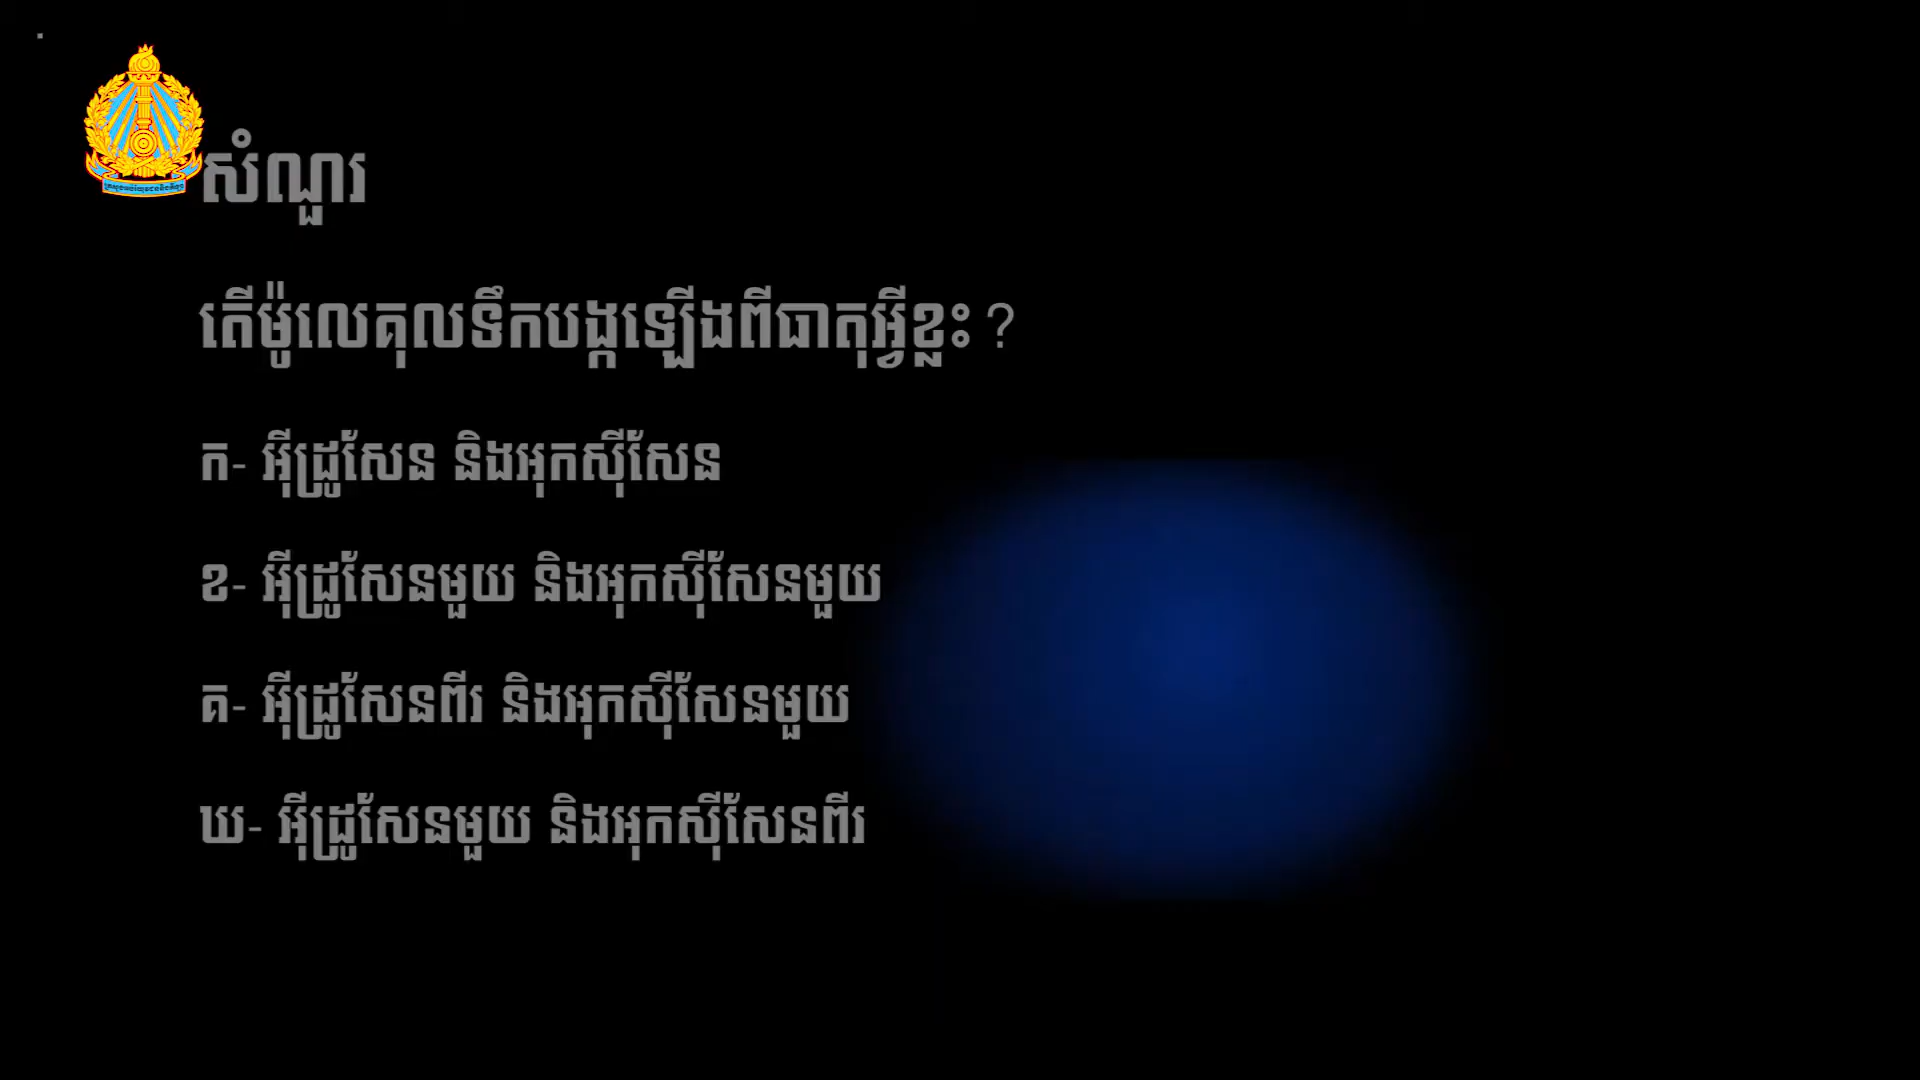 សំណួរ
តើម៉ូលេគុលទឹកបង្កឡើងពីធាតុអ្វីខ្លះ ?
ក- អ៊ីដ្រូសែន និងអុកស៊ីសែន
ខ- អ៊ីដ្រូសែនមួយ និងអុកស៊ីសែនមួយ
គ- អ៊ីដ្រូសែនពីរ និងអុកស៊ីសែនមួយ
ឃ- អ៊ីដ្រូសែនមួយ និងអុកស៊ីសែនពីរ